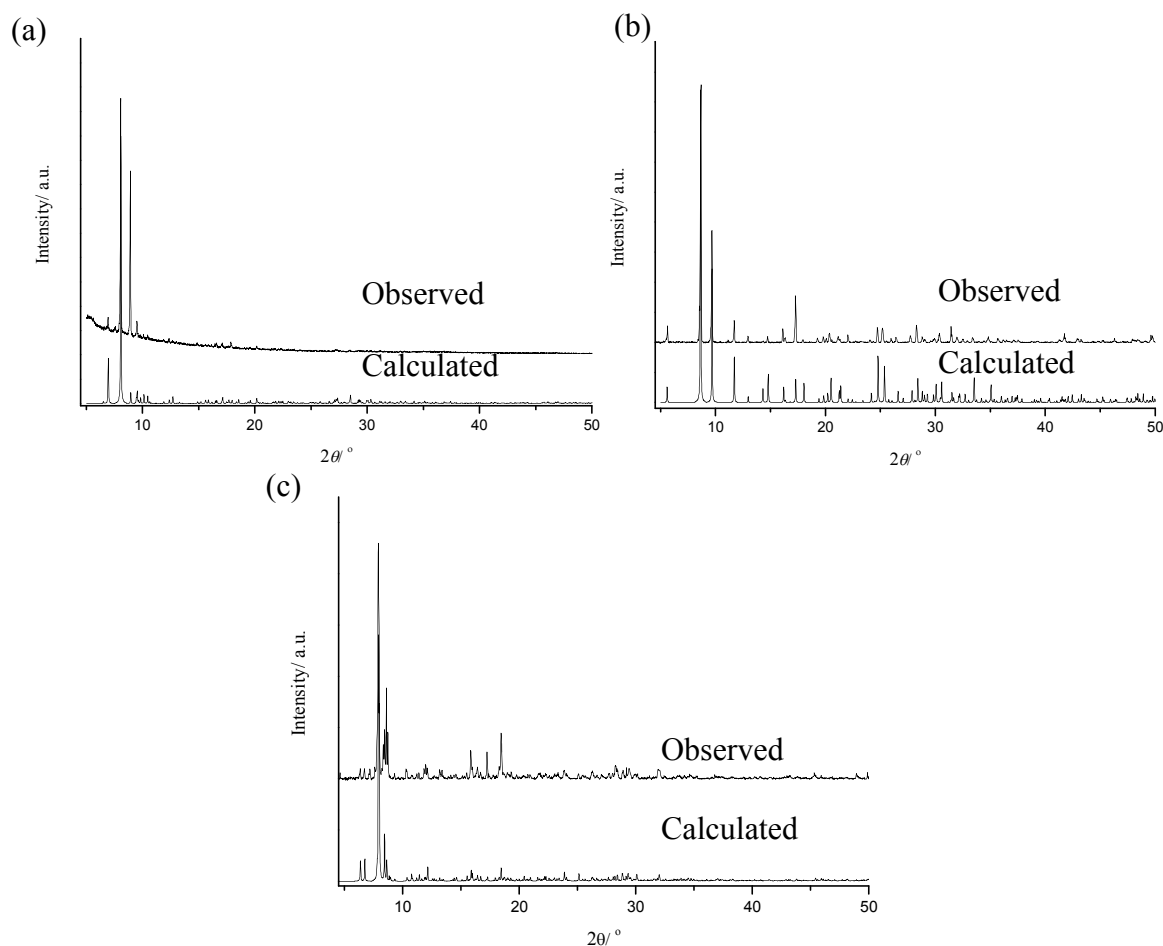 (a)
Intensity/ a.u.
Observed
Calculated
10 20 30 40 50
2θ/ °
(b)
Intensity/ a.u.
Observed
Calculated
10 20 30 40 50
2θ/ °
(c)
Intensity/ a.u.
Observed
Calculated
10 20 30 40 50
2θ/ °